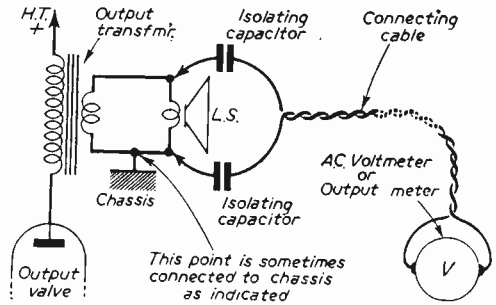 H.T.
+
Output
transfm'r.
Isolating
capacitor
Connect'g
cable
L.S.
A.C. Voltmeter
or
Output meter
Chassis
Isolating
capacitor
V
Output
valve
This point is sometimes
connected to chassis
as indicated